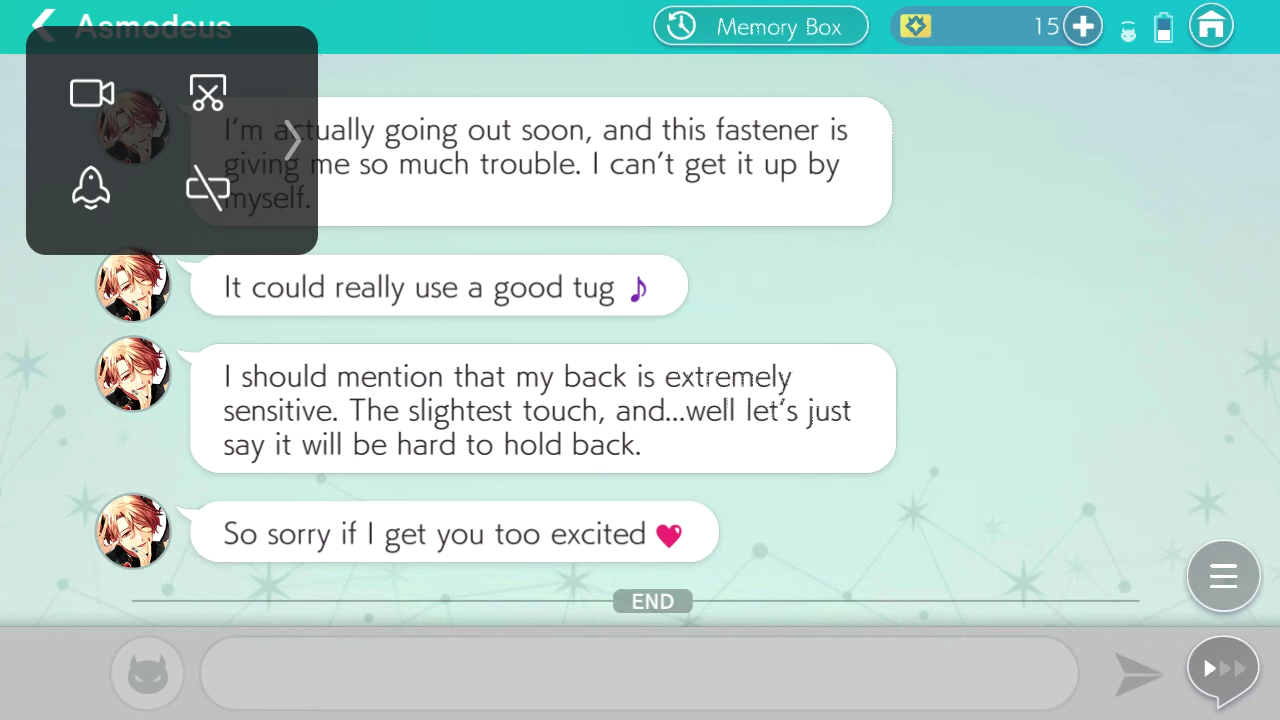 Asmodeus
Memory Box
15
I'm actually going out soon, and this fastener is
giving me so much trouble. I can't get it up by
myself.
It could really use a good tug
I should mention that my back is extremely
sensitive. The slightest touch, and...well let's just
say it will be hard to hold back.
So sorry if I get you too excited
END